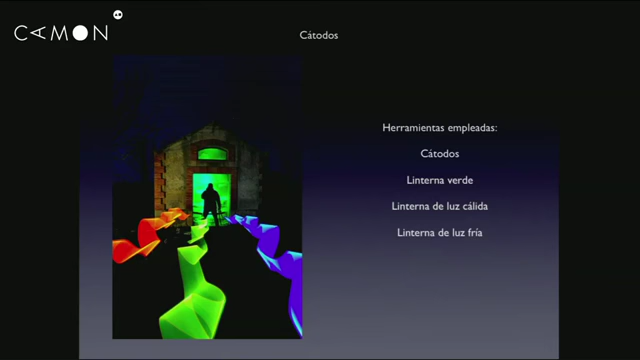 CAMON
Cátodos
Herramientas empleadas:
Cátodos
Linterna verde
Linterna de luz cálida
Linterna de luz fría